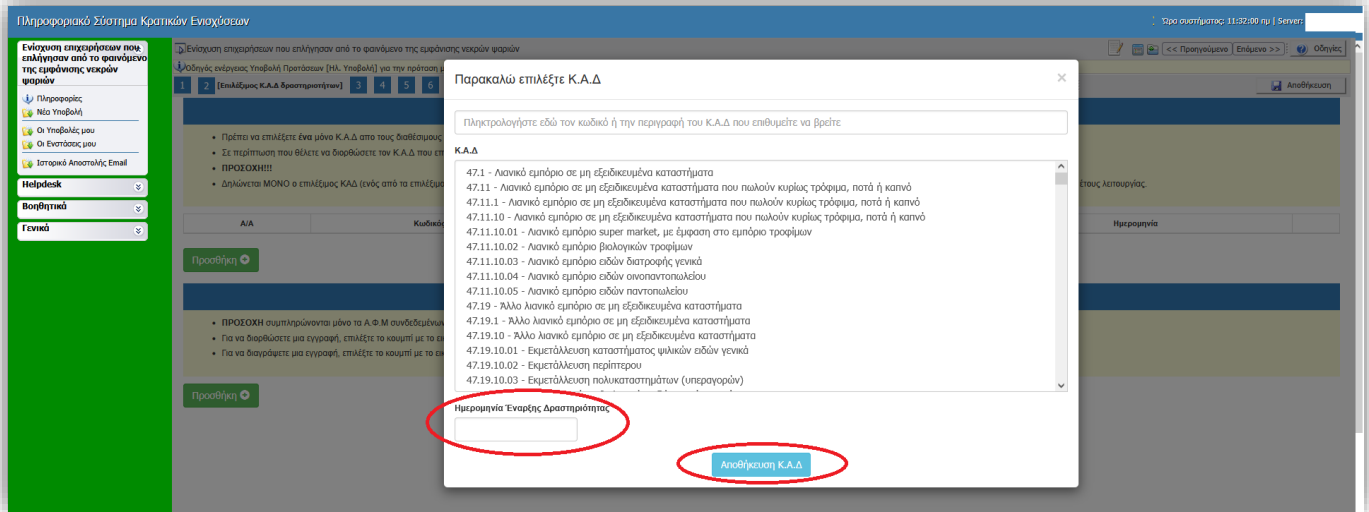 Πληροφοριακό Σύστημα Κρατικών Ενισχύσεων
Ώρα συστήματος: 11:32:00 πμ | Server:
Ενίσχυση επιχειρήσεων που
επλήγησαν από το φαινόμενο
της εμφάνισης νεκρών
ψαριών
Πληροφορίες
Νέα Υποβολή
Οι Υποβολές μου
Οι Ενστάσεις μου
Ιστορικό Αποστολής Email
Helpdesk
Βοηθητικά
Γενικά
Ενίσχυση επιχειρήσεων που επλήγησαν από το φαινόμενο της εμφάνισης νεκρών ψαριών
<< Προηγούμενο Επόμενο >> Οδηγίες
Οδηγός ενέργειας Υποβολή Προτάσεων [Ηλ. Υποβολή] για την πρόταση
1 2 [Επιλέξιμος Κ.Α.Δ δραστηριοτήτων] 3 4 5 6
Αποθήκευση
Πρέπει να επιλέξετε ένα μόνο Κ.Α.Δ απο τους διαθέσιμους
Σε περίπτωση που θέλετε να διορθώσετε τον Κ.Α.Δ που
ΠΡΟΣΟΧΗ!!!
Δηλώνεται ΜΟΝΟ ο επιλέξιμος ΚΑΔ (ενός από τα
έτους λειτουργίας.
Α/Α
Ημερομηνία
Προσθήκη
ΠΡΟΣΟΧΗ συμπληρώνονται μόνο τα Α.Φ.Μ
Για να διορθώσετε μια εγγραφή, επιλέξτε το κουμπί με το
Για να διαγράψετε μια εγγραφή, επιλέξτε το κουμπί με το
Προσθήκη
Παρακαλώ επιλέξτε Κ.Α.Δ
×
Πληκτρολογήστε εδώ τον κωδικό ή την περιγραφή του Κ.Α.Δ που επιθυμείτε να βρείτε
Κ.Α.Δ
47.1 - Λιανικό εμπόριο σε μη εξειδικευμένα καταστήματα
47.11 - Λιανικό εμπόριο σε μη εξειδικευμένα καταστήματα που πωλούν κυρίως τρόφιμα, ποτά ή καπνό
47.11.1 - Λιανικό εμπόριο σε μη εξειδικευμένα καταστήματα που πωλούν κυρίως τρόφιμα, ποτά ή καπνό
47.11.10 - Λιανικό εμπόριο σε μη εξειδικευμένα καταστήματα που πωλούν κυρίως τρόφιμα, ποτά ή καπνό
47.11.10.01 - Λιανικό εμπόριο super market, με έμφαση στο εμπόριο τροφίμων
47.11.10.02 - Λιανικό εμπόριο βιολογικών τροφίμων
47.11.10.03 - Λιανικό εμπόριο ειδών διατροφής γενικά
47.11.10.04 - Λιανικό εμπόριο ειδών οινοπαντοπωλείου
47.11.10.05 - Λιανικό εμπόριο ειδών παντοπωλείου
47.19 - Άλλο λιανικό εμπόριο σε μη εξειδικευμένα καταστήματα
47.19.1 - Άλλο λιανικό εμπόριο σε μη εξειδικευμένα καταστήματα
47.19.10 - Άλλο λιανικό εμπόριο σε μη εξειδικευμένα καταστήματα
47.19.10.01 - Εκμετάλλευση καταστήματος ψιλικών ειδών γενικά
47.19.10.02 - Εκμετάλλευση περίπτερου
47.19.10.03 - Εκμετάλλευση πολυκαταστημάτων (υπεραγορών)
Ημερομηνία Έναρξης Δραστηριότητας
Αποθήκευση Κ.Α.Δ